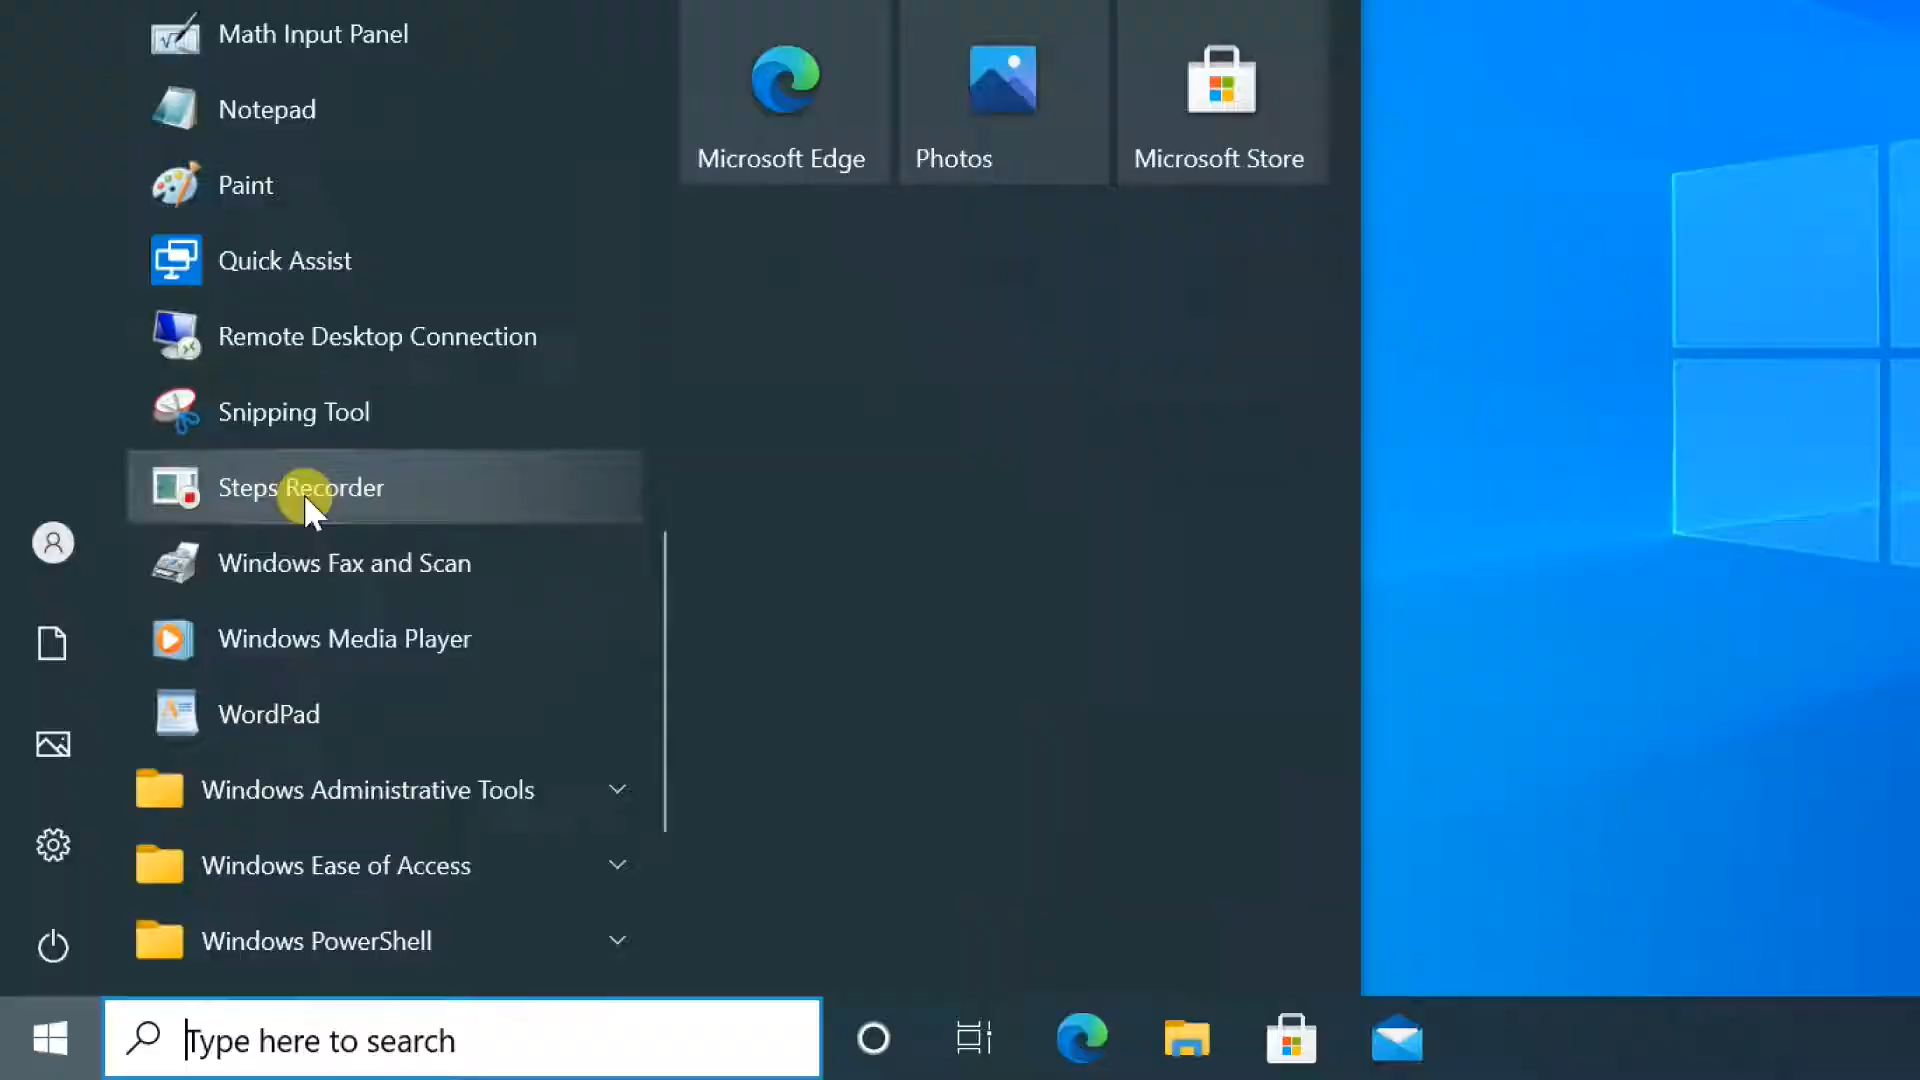 Math Input Panel
Notepad
Paint
Quick Assist
Remote Desktop Connection
Snipping Tool
Steps Recorder
Windows Fax and Scan
Windows Media Player
WordPad
Windows Administrative Tools
Windows Ease of Access
Windows PowerShell
Microsoft Edge
Photos
Microsoft Store
Type here to search